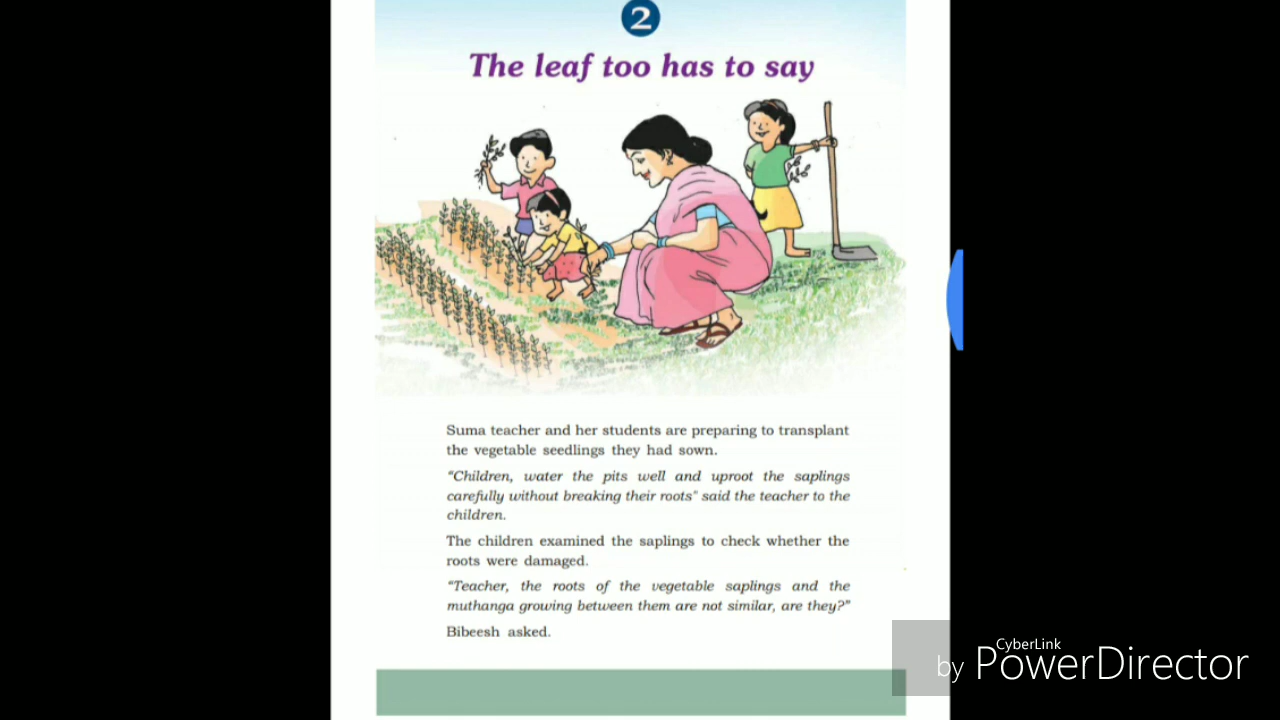 2
The leaf too has to say
Suma teacher and her students are preparing to transplant
the vegetable seedlings they had sown.
"Children, water the pits well and uproot the saplings
carefully without breaking their roots" said the teacher to the
children.
The children examined the saplings to check whether the
roots were damaged.
"Teacher, the roots of the vegetable saplings and the
muthanga growing between them are not similar, are they?"
Bibeesh asked.
CyberLink
by PowerDirector